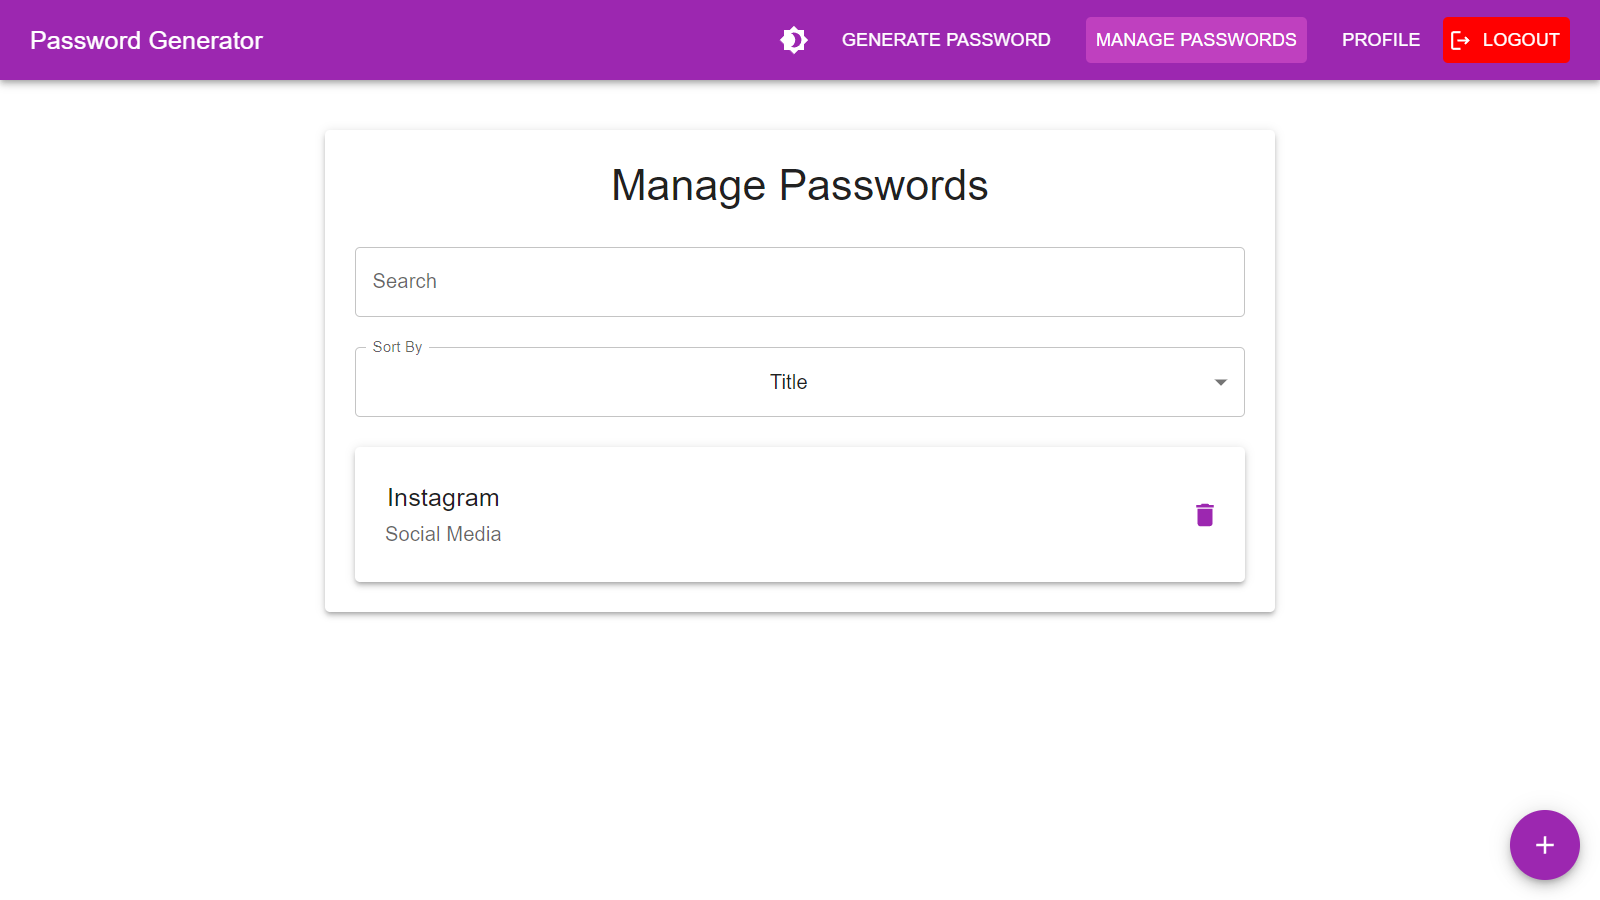 Password Generator
GENERATE PASSWORD
MANAGE PASSWORDS
PROFILE
LOGOUT
Manage Passwords
Search
Sort By
Title
Instagram
Social Media